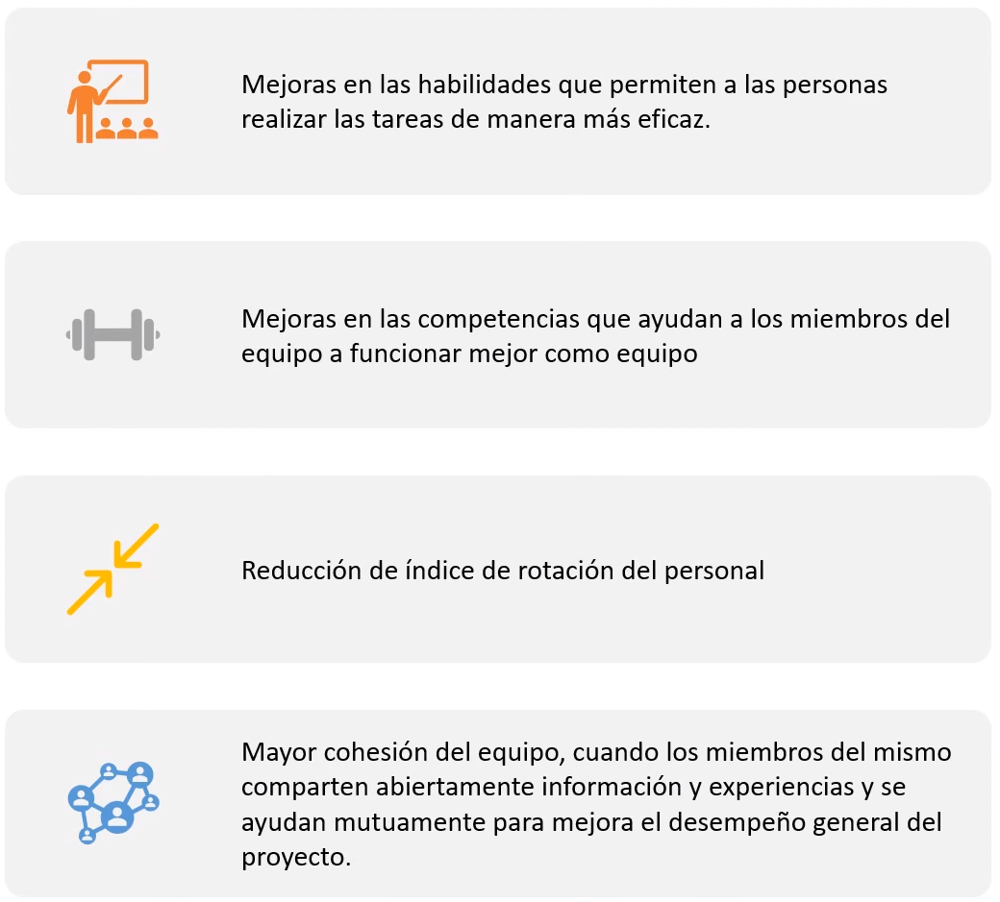 Mejoras en las habilidades que permiten a las personas
realizar las tareas de manera más eficaz.
Mejoras en las competencias que ayudan a los miembros del
equipo a funcionar mejor como equipo
Reducción de índice de rotación del personal
Mayor cohesión del equipo, cuando los miembros del mismo
comparten abiertamente información y experiencias y se
ayudan mutuamente para mejora el desempeño general del
proyecto.